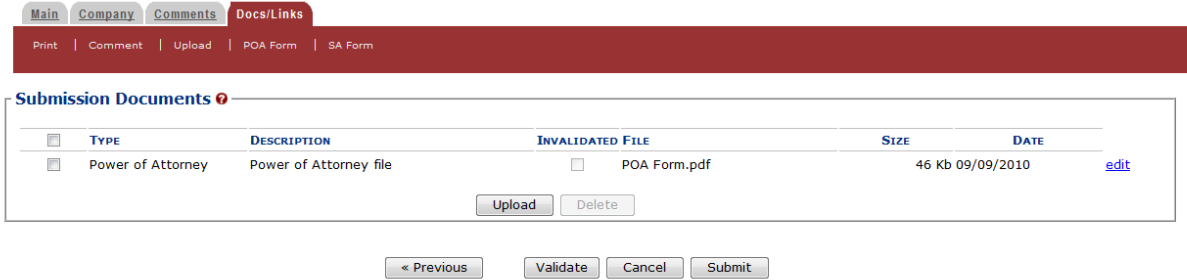 Main Company Comments Docs/Links
Print | Comment | Upload | POA Form | SA Form
Submission Documents ?
TYPE DESCRIPTION INVALIDATED FILE SIZE DATE
Power of Attorney Power of Attorney file POA Form.pdf 46 Kb 09/09/2010 edit
Upload Delete
« Previous Validate Cancel Submit